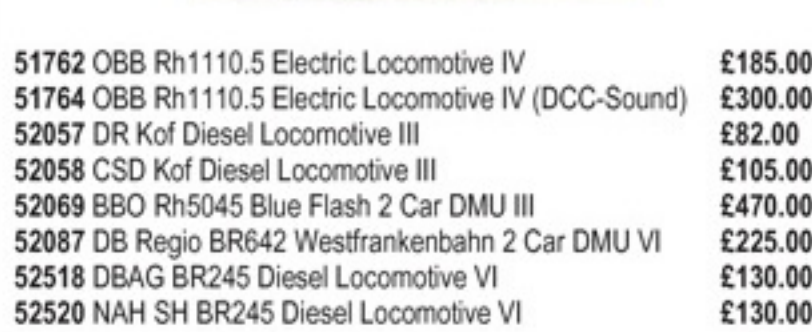 51762 OBB Rh1110.5 Electric Locomotive IV £185.00
51764 OBB Rh1110.5 Electric Locomotive IV (DCC-Sound) £300.00
52057 DR Kof Diesel Locomotive III £82.00
52058 CSD Kof Diesel Locomotive III £105.00
52069 BBO Rh5045 Blue Flash 2 Car DMU III £470.00
52087 DB Regio BR642 Westfrankenbahn 2 Car DMU VI £225.00
52518 DBAG BR245 Diesel Locomotive VI £130.00
52520 NAH SH BR245 Diesel Locomotive VI £130.00